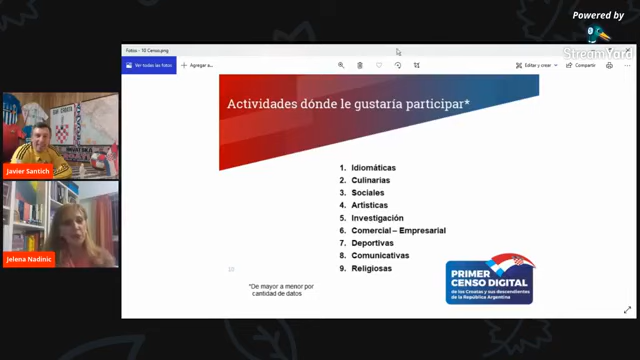 Powered by
StreamYard
Fotos - 10 Censo.png
Ver todas las fotos
Agregar a...
Editar y crear
Compartir
Actividades dónde le gustaría participar*
1. Idiomáticas
2. Culinarias
3. Sociales
4. Artísticas
5. Investigación
6. Comercial – Empresarial
7. Deportivas
8. Comunicativas
9. Religiosas
*De mayor a menor por
cantidad de datos
PRIMER
CENSO DIGITAL
de los Croatas y sus descendientes
de la República Argentina
Javier Santich
Jelena Nadinic